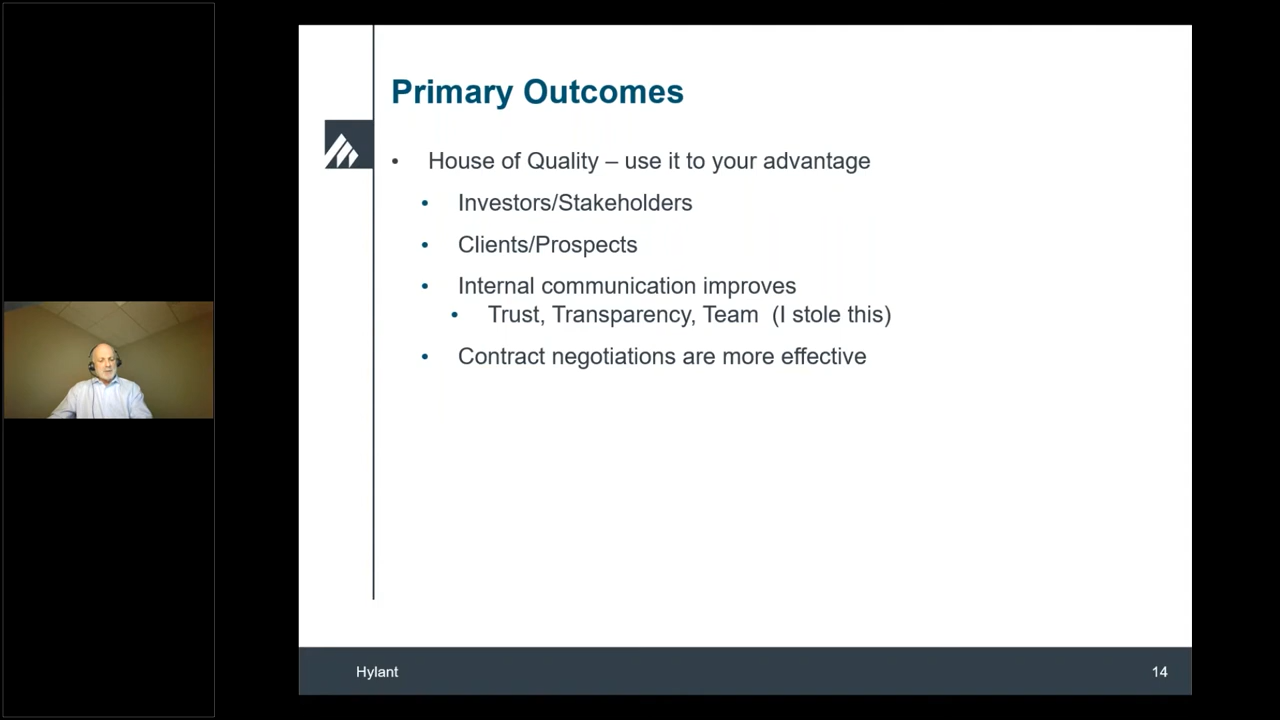 Primary Outcomes
• House of Quality – use it to your advantage
• Investors/Stakeholders
• Clients/Prospects
• Internal communication improves
• Trust, Transparency, Team  (I stole this)
• Contract negotiations are more effective
Hylant
14